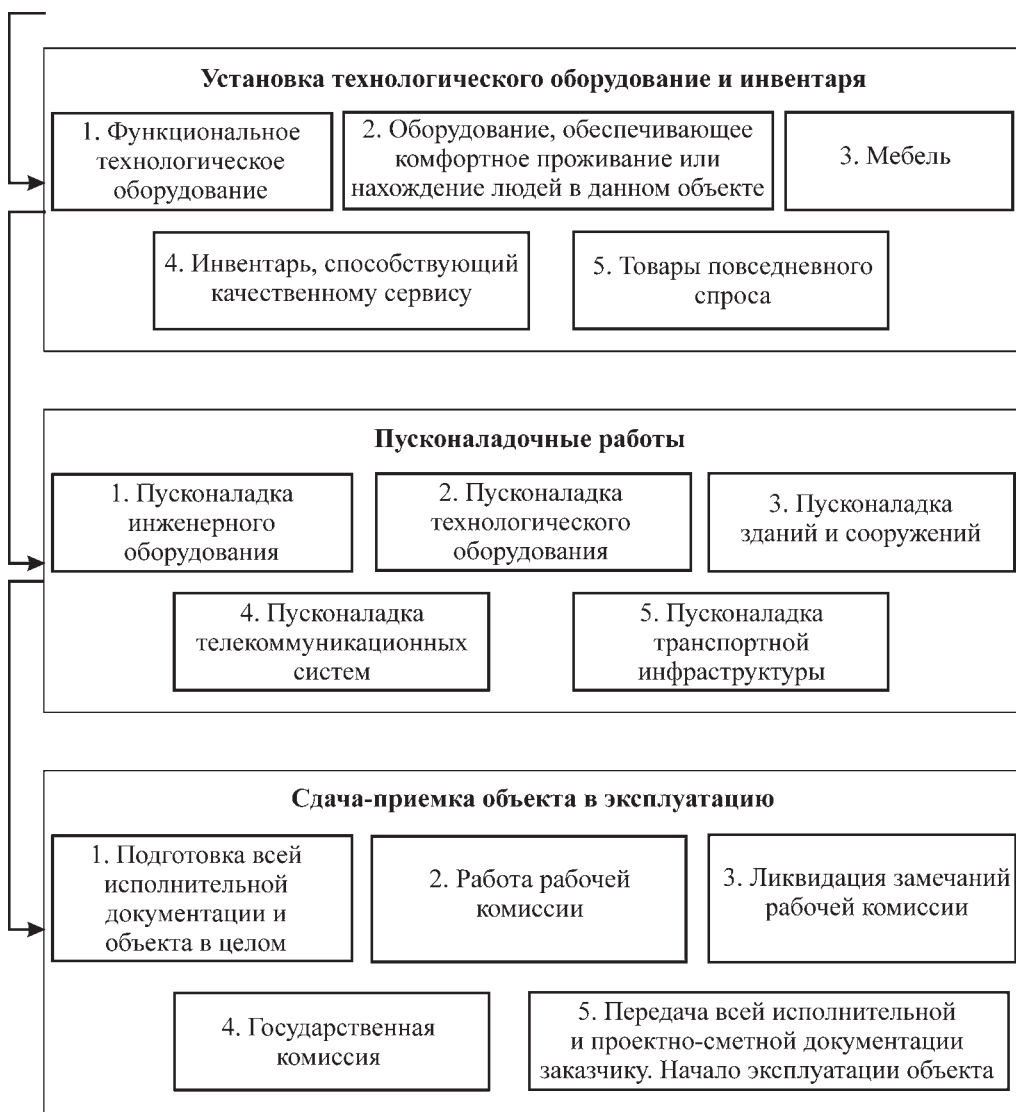 Установка технологического оборудование и инвентаря
1. Функциональное
технологическое
оборудование
2. Оборудование, обеспечивающее
комфортное проживание или
нахождение людей в данном объекте
3. Мебель
4. Инвентарь, способствующий
качественному сервису
5. Товары повседневного
спроса
Пусконаладочные работы
1. Пусконаладка
инженерного
оборудования
2. Пусконаладка
технологического
оборудования
3. Пусконаладка
зданий и сооружений
4. Пусконаладка
телекоммуникационных
систем
5. Пусконаладка
транспортной
инфраструктуры
Сдача-приемка объекта в эксплуатацию
1. Подготовка всей
исполнительной
документации и
объекта в целом
2. Работа рабочей
комиссии
3. Ликвидация замечаний
рабочей комиссии
4. Государственная
комиссия
5. Передача всей исполнительной
и проектно-сметной документации
заказчику. Начало эксплуатации объекта